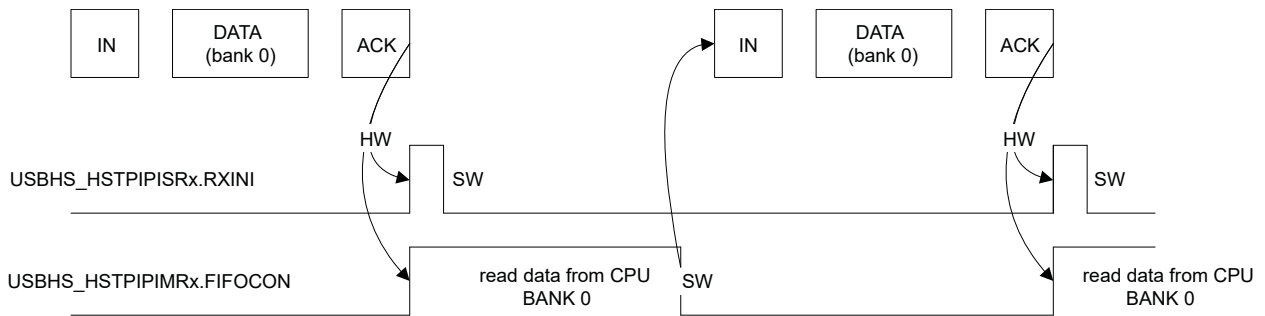 IN
DATA
(bank 0)
ACK
IN
DATA
(bank 0)
ACK
HW
HW
USBHS_HSTPIPISRx.RXINI
SW
SW
USBHS_HSTPIPIMRx.FIFOCON
read data from CPU
BANK 0
SW
read data from CPU
BANK 0